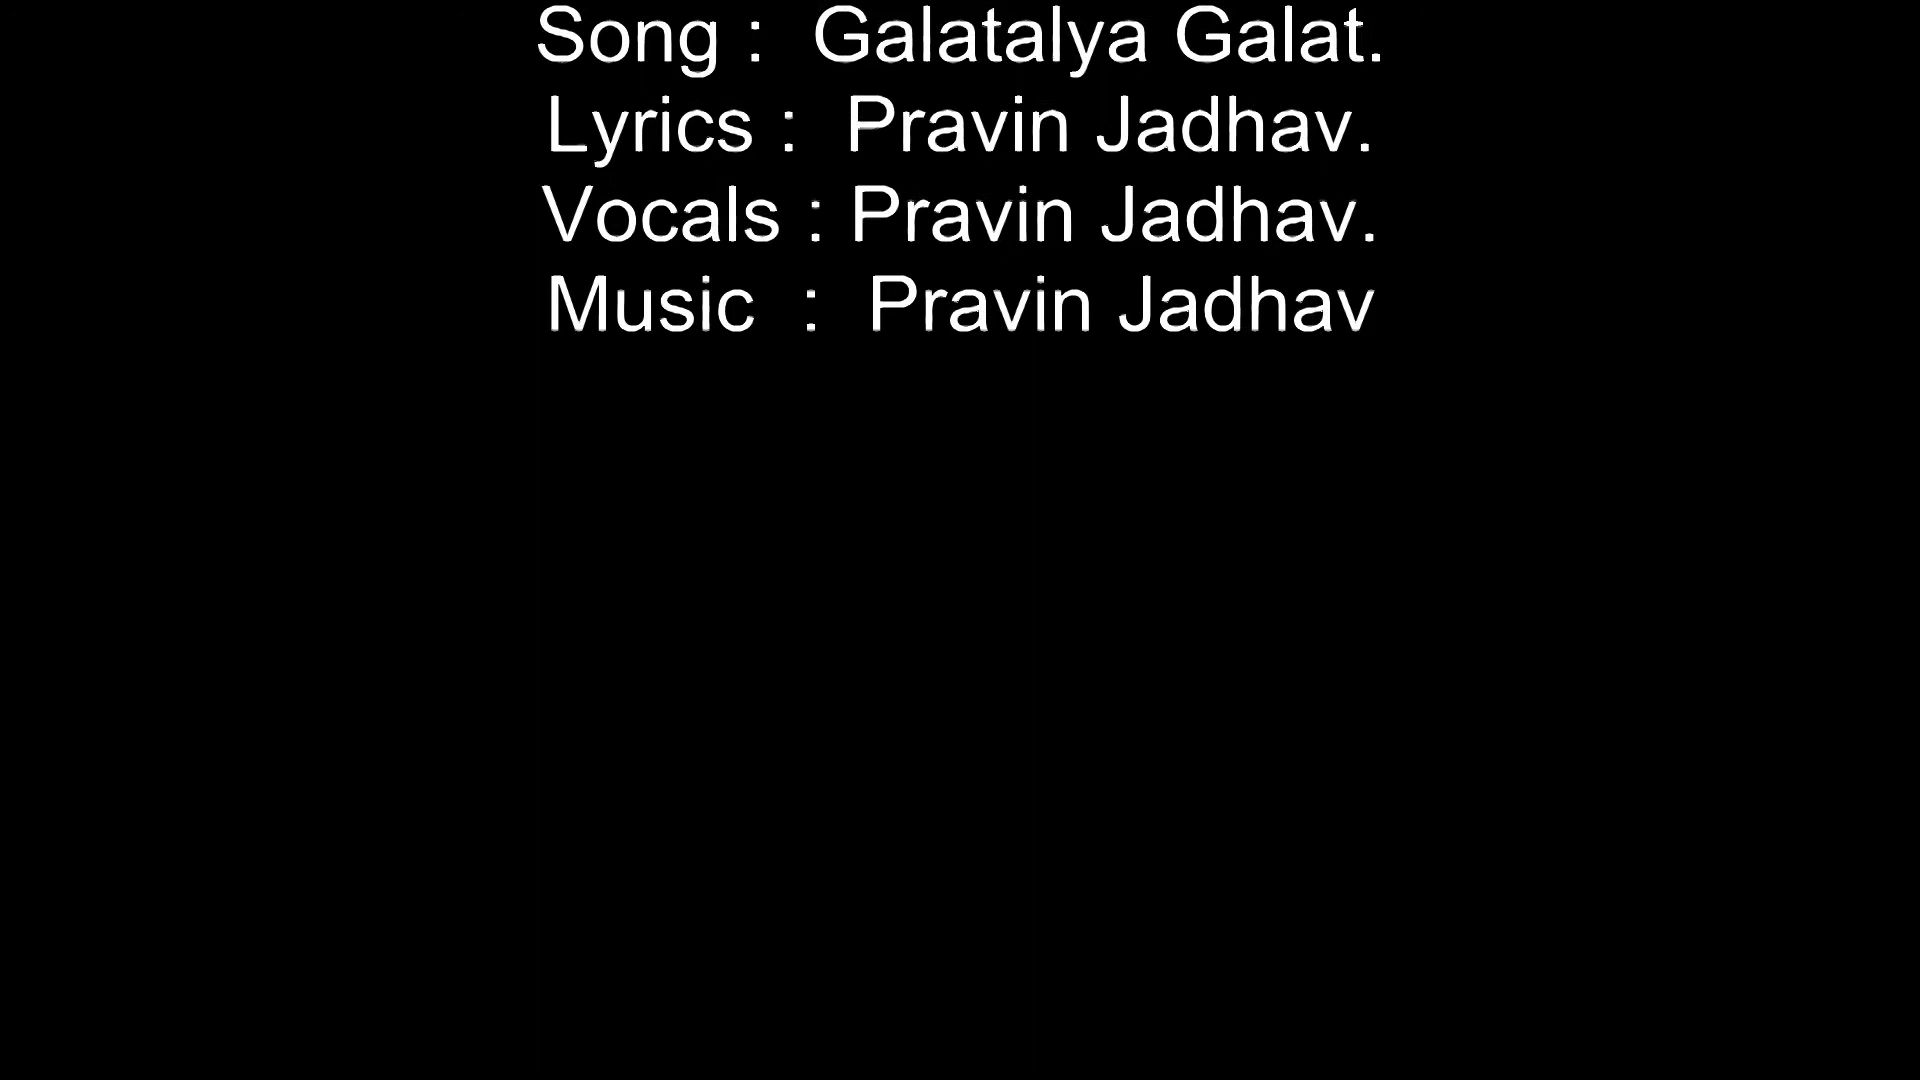 Song :  Galatalya Galat.
Lyrics :  Pravin Jadhav.
Vocals : Pravin Jadhav.
Music  :  Pravin Jadhav